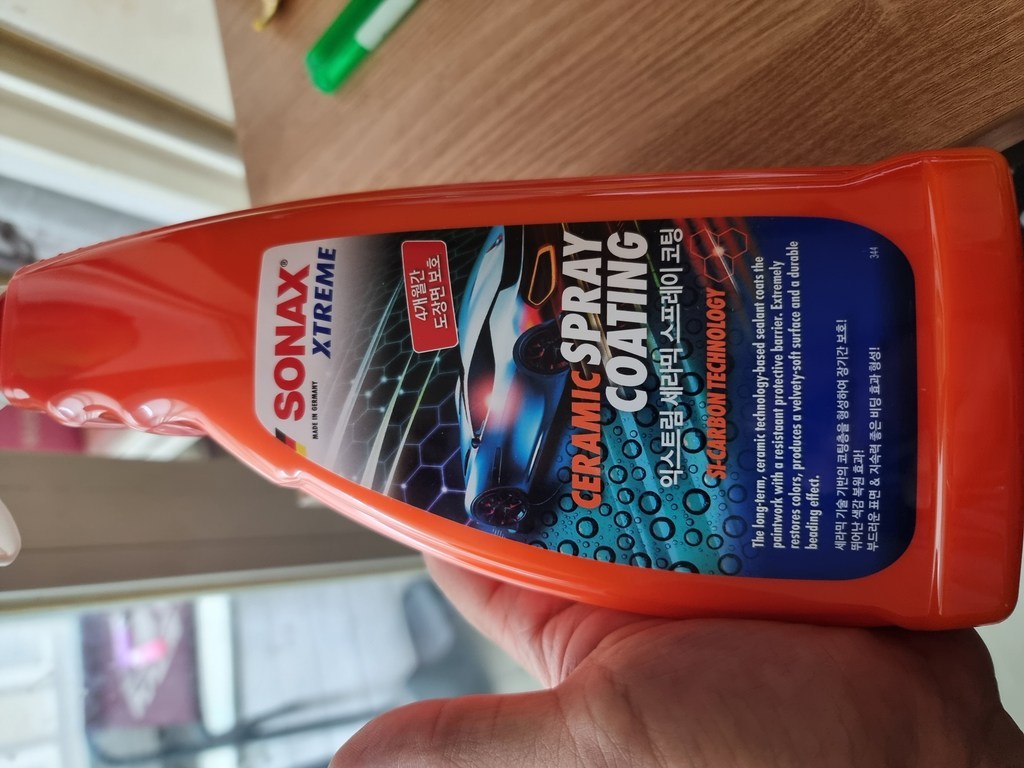 SONAX®
XTREME
MADE IN GERMANY
4개월간
도장면 보호
CERAMIC SPRAY
COATING
익스트림 세라믹 스프레이 코팅
SI-CARBON TECHNOLOGY
The long-term, ceramic technology-based sealant coats the
paintwork with a resistaant protective barrier. Extremely
restores colors, produces a velvety-soft surface and a durable
beading effect.
세라믹 기술 기반의 코팅층을 형성하여 장기간 보호!
뛰어난 색감 복원 효과!
부드러운 표면 & 지속력 좋은 비딩 효과 형성!
344